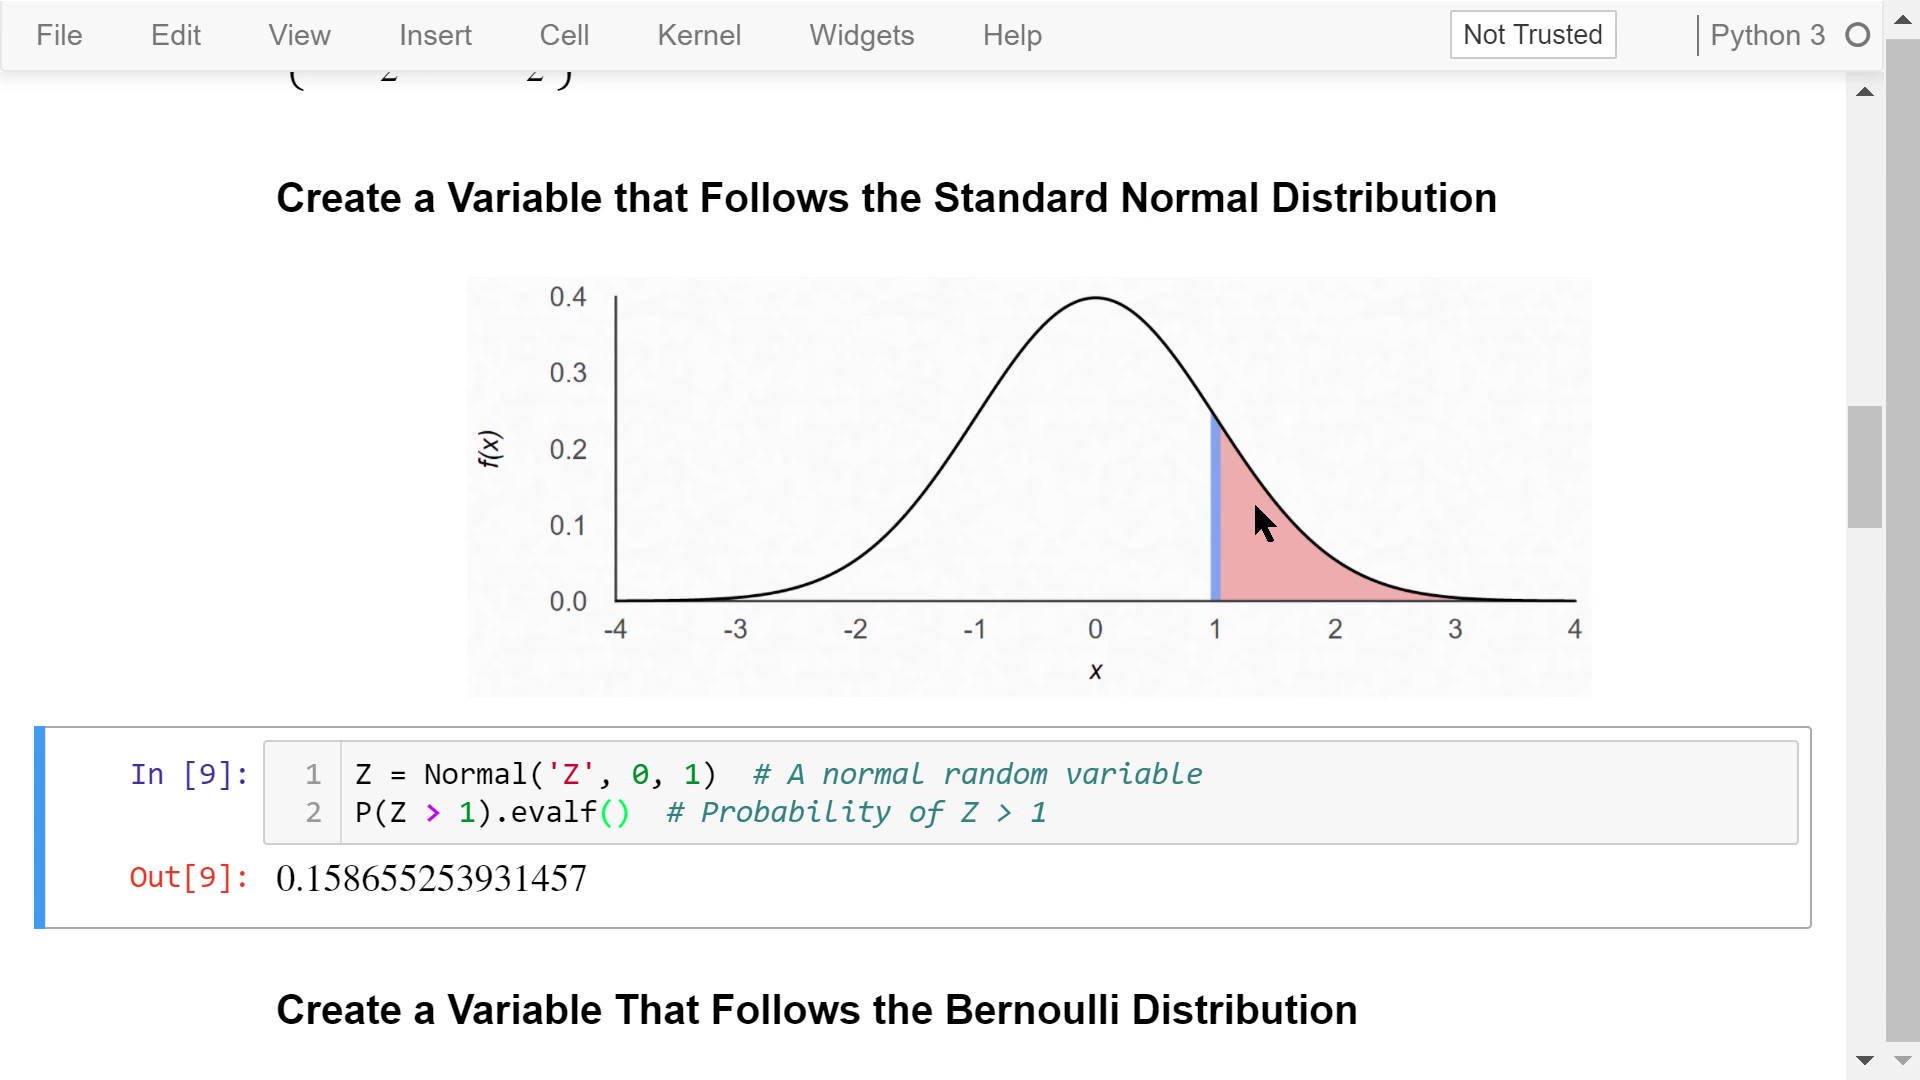 File Edit View Insert Cell Kernel Widgets Help Not Trusted Python 3
Create a Variable that Follows the Standard Normal Distribution
0.4
0.3
f(x)
0.2
0.1
0.0
-4 -3 -2 -1 0 1 2 3 4
x
In [9]:
1 Z = Normal('Z', 0, 1)  # A normal random variable
2 P(Z > 1).evalf()  # Probability of Z > 1
Out[9]: 0.158655253931457
Create a Variable That Follows the Bernoulli Distribution